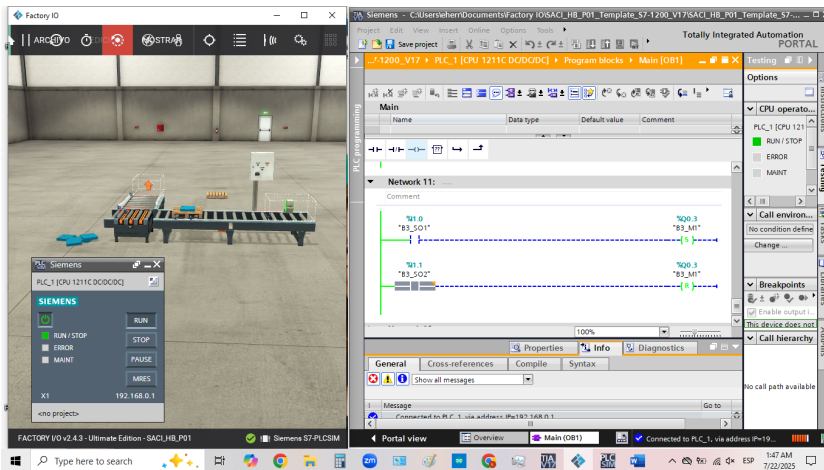 Factory IO
ARCHIVO
MOSTRAR
Siemens
PLC_1 [CPU 1211C DC/DC/DC]
SIEMENS
RUN / STOP
ERROR
MAINT
RUN
STOP
PAUSE
MRES
X1 192.168.0.1
<no project>
FACTORY I/O v2.4.3 - Ultimate Edition - SACI_HB_P01
Siemens S7-PLCSIM
Siemens - C:\Users\eherr\Documents\Factory IO\SACI_HB_P01_Template_S7-1200_V17\SACI_HB_P01_Template_S7-...
Project Edit View Insert Online Options Tools
Totally Integrated Automation
PORTAL
Save project
...7-1200_V17 ▸ PLC_1 [CPU 1211C DC/DC/DC] ▸ Program blocks ▸ Main [OB1]
Main
Name Data type Default value Comment
PLC programming
Network 11: ....
Comment
%I1.0 %Q0.3
"B3_SO1" "B3_M1"
S
%I1.1 %Q0.3
"B3_SO2" "B3_M1"
R
100%
Properties Info Diagnostics
General Cross-references Compile Syntax
Show all messages
! Message Go to
Connected to PLC_1, via address IP=192.168.0.1
Testing
Options
CPU operato...
PLC_1 [CPU 121
RUN / STOP
ERROR
MAINT
Call environ...
No condition define
Change ...
Breakpoints
Enable output i...
This device does not
Call hierarchy
No call path available
Instructions
Testing
Tasks
Libraries
Portal view
Overview
Main (OB1)
Connected to PLC_1, via address IP=19...
Type here to search
ESP
1:47 AM
7/22/2025